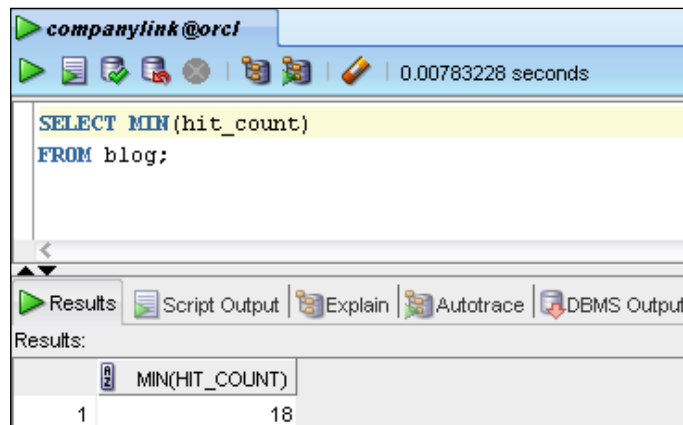 companylink@orcl
0.00783228 seconds
SELECT MIN(hit_count)
FROM blog;
Results Script Output Explain Autotrace DBMS Output
Results:
MIN(HIT_COUNT)
1 18